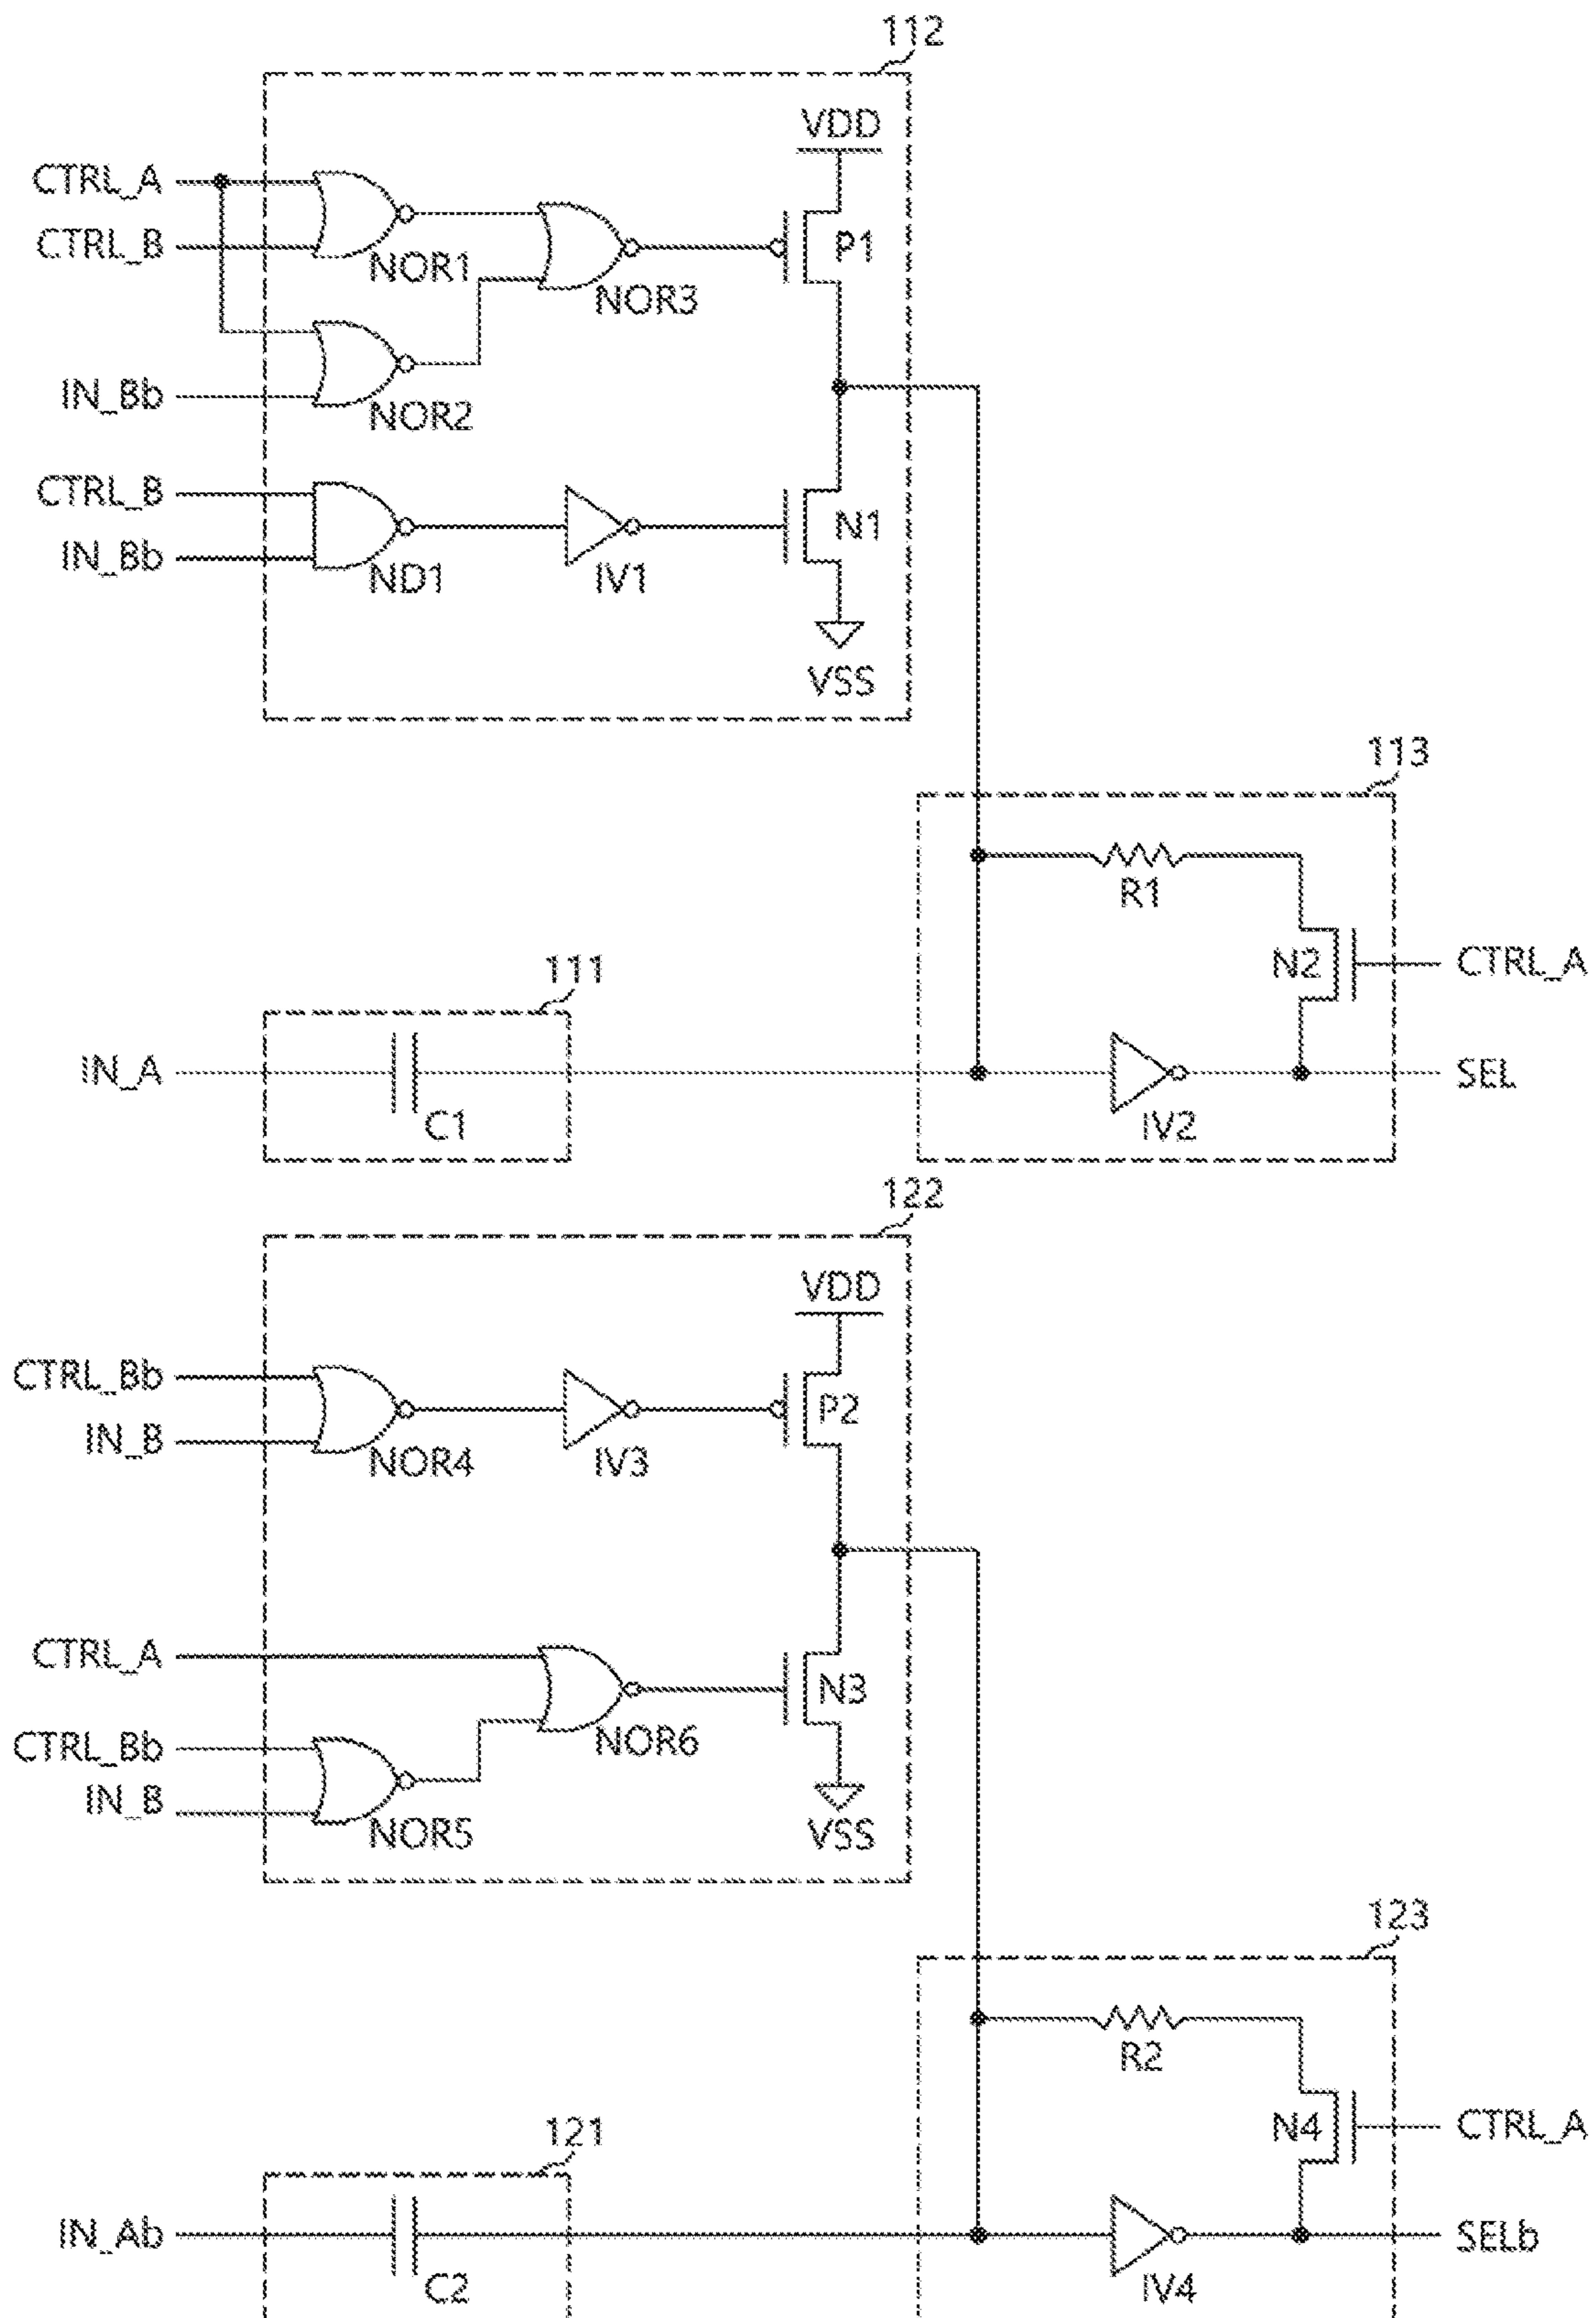 112
VDD
CTRL_A
CTRL_B
NOR1
P1
NOR3
IN_Bb
NOR2
CTRL_B
IN_Bb
ND1
IV1
N1
VSS
113
R1
N2
CTRL_A
111
IN_A
C1
IV2
SEL
122
VDD
CTRL_Bb
IN_B
NOR4
IV3
P2
CTRL_A
NOR6
N3
CTRL_Bb
IN_B
NOR5
VSS
123
R2
N4
CTRL_A
121
IN_Ab
C2
IV4
SELb